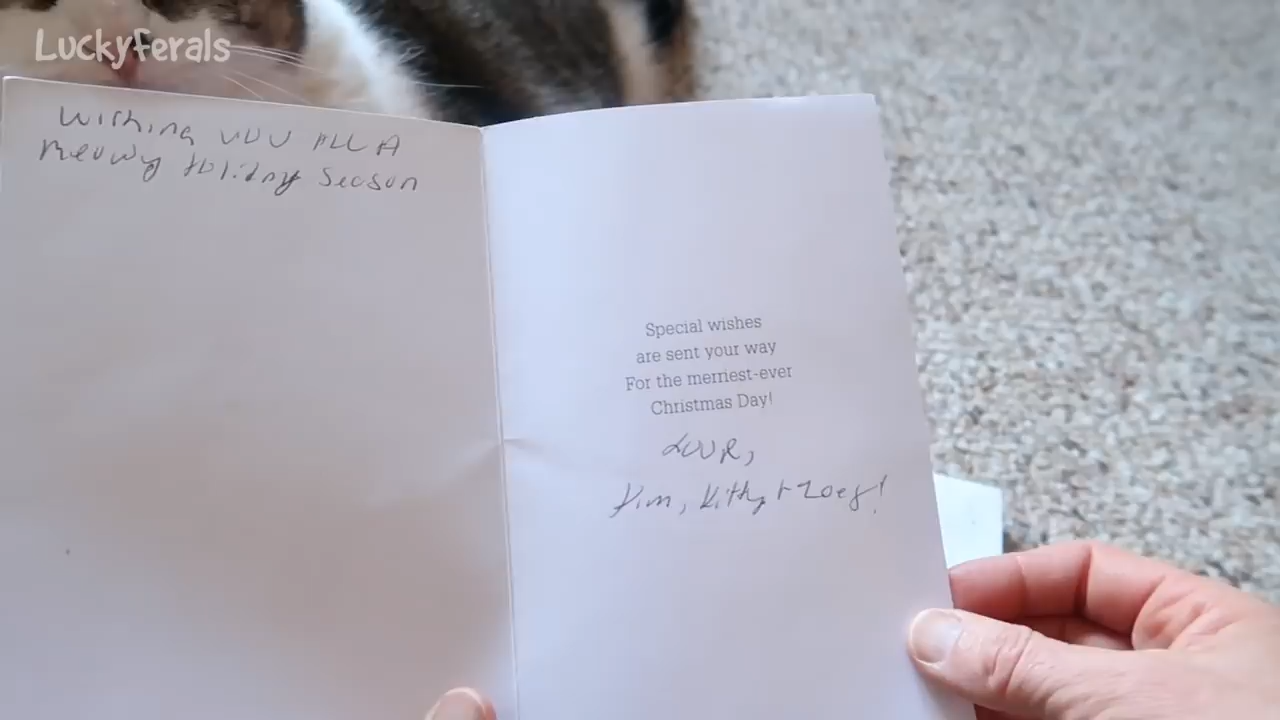 LuckyFerals
Wishing you All A
Meowy Holiday Season
Special wishes
are sent your way
For the merriest-ever
Christmas Day!
Love,
Kim, Kitty + Zoey!